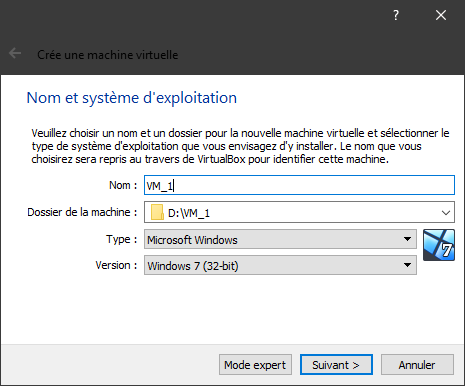 ?
Crée une machine virtuelle
Nom et système d'exploitation
Veuillez choisir un nom et un dossier pour la nouvelle machine virtuelle et sélectionner le
type de système d'exploitation que vous envisagez d'y installer. Le nom que vous
choisirez sera repris au travers de VirtualBox pour identifier cette machine.
Nom : VM_1
Dossier de la machine : D:\VM_1
Type : Microsoft Windows
7
Version : Windows 7 (32-bit)
Mode expert Suivant > Annuler